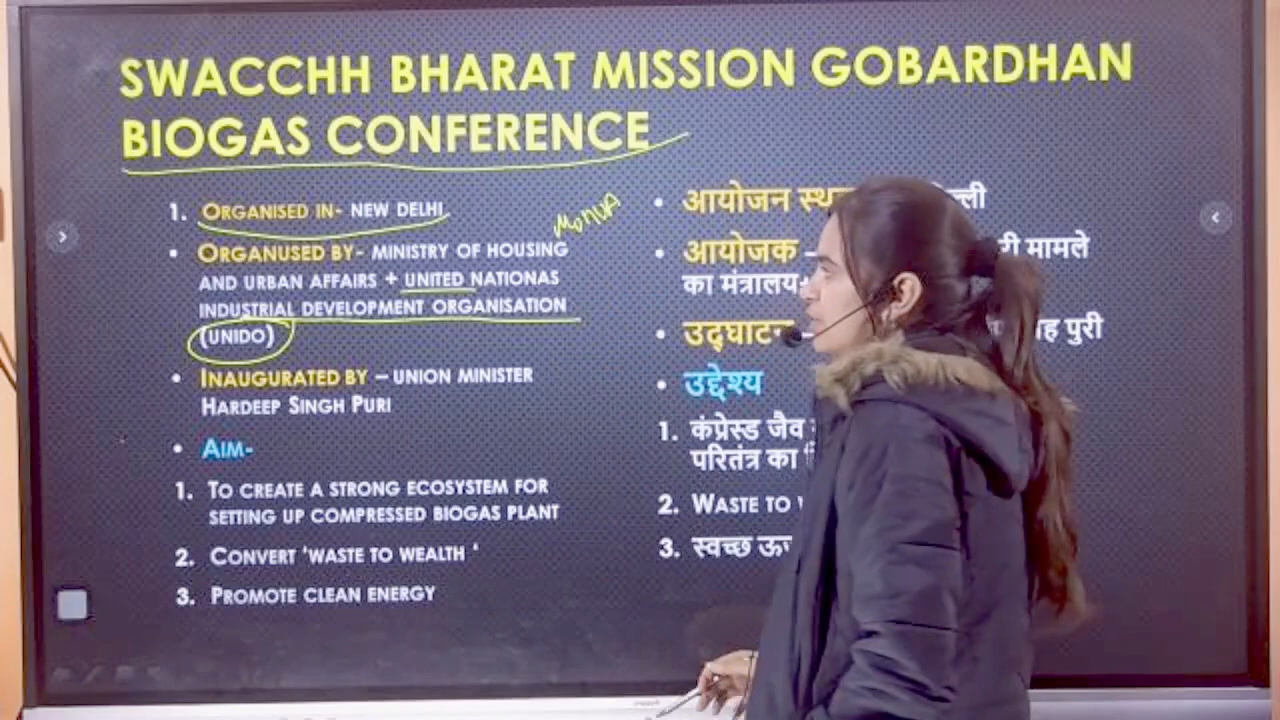 SWACCHH BHARAT MISSION GOBARDHAN
BIOGAS CONFERENCE
1. ORGANISED IN- NEW DELHI
MOHUA
• ORGANUSED BY- MINISTRY OF HOUSING
AND URBAN AFFAIRS + UNITED NATIONAS
INDUSTRIAL DEVELOPMENT ORGANISATION
(UNIDO)
• INAUGURATED BY – UNION MINISTER
HARDEEP SINGH PURI
• AIM-
1. TO CREATE A STRONG ECOSYSTEM FOR
SETTING UP COMPRESSED BIOGAS PLANT
2. CONVERT 'WASTE TO WEALTH '
3. PROMOTE CLEAN ENERGY
• आयोजन
• आयोजक – मामले
का मंत्रालय
• पुरी
• उद्देश्य
1. कंप्रेस्ड जैव
परितंत्र का
2. WASTE TO
3. स्वच्छ